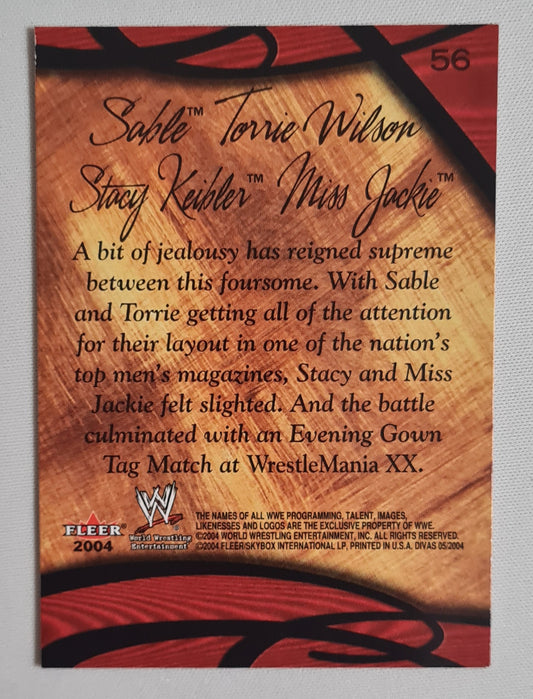 56
Sable™ Torrie Wilson
Stacy Keibler™ Miss Jackie™
A bit of jealousy has reigned supreme
between this foursome. With Sable
and Torrie getting all of the attention
for their layout in one of the nation's
top men's magazines, Stacy and Miss
Jackie felt slighted. And the battle
culminated with an Evening Gown
Tag Match at WrestleMania XX.
FLEER
2004
W
World Wrestling
Entertainment
THE NAMES OF ALL WWE PROGRAMMING, TALENT, IMAGES,
LIKENESSES AND LOGOS ARE THE EXCLUSIVE PROPERTY OF WWE.
©2004 WORLD WRESTLING ENTERTAINMENT, INC. ALL RIGHTS RESERVED.
©2004 FLEER/SKYBOX INTERNATIONAL LP, PRINTED IN U.S.A. DIVAS 05/2004